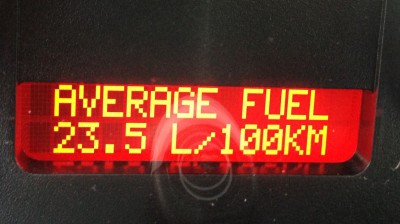 AVERAGE FUEL
23.5 L/100KM